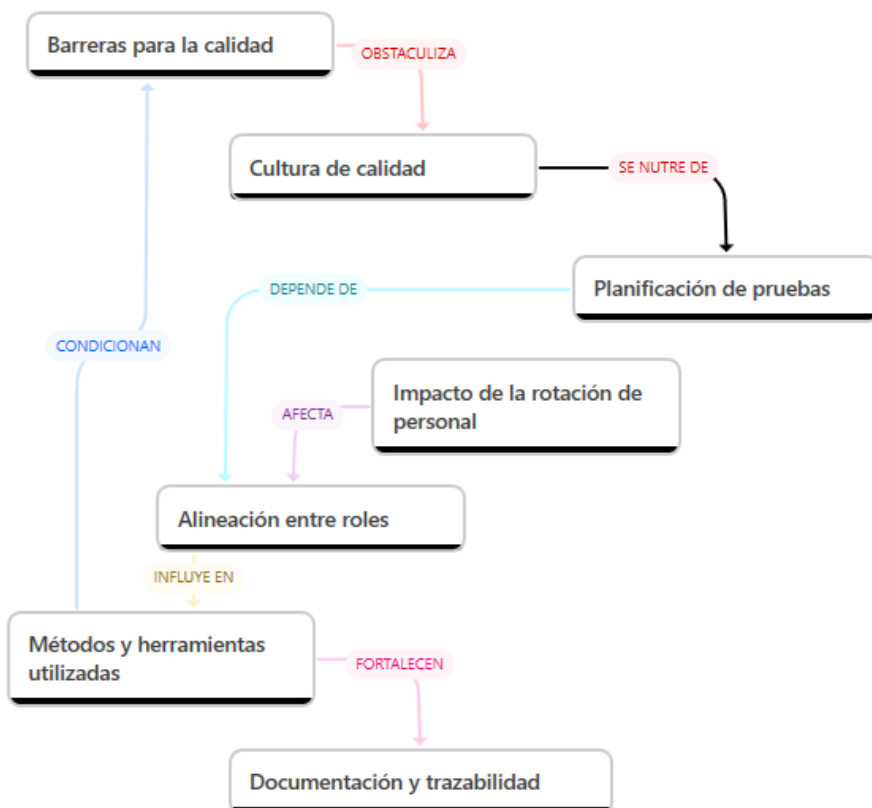 Barreras para la calidad
OBSTACULIZA
Cultura de calidad
SE NUTRE DE
Planificación de pruebas
DEPENDE DE
CONDICIONAN
Impacto de la rotación de
personal
AFECTA
Alineación entre roles
INFLUYE EN
Métodos y herramientas
utilizadas
FORTALECEN
Documentación y trazabilidad